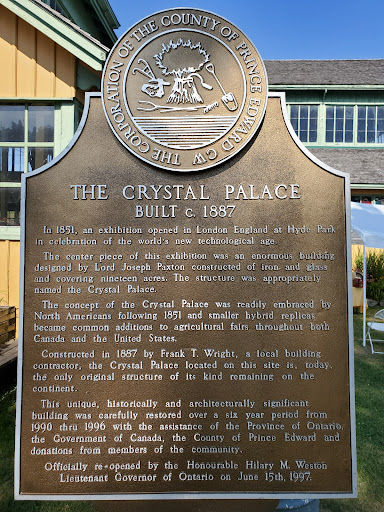 THE CORPORATION OF THE COUNTY OF PRINCE EDWARD
THE CRYSTAL PALACE
BUILT c. 1887
In 1851, an exhibition opened in London England at Hyde Park
in celebration of the world's new technological age
The center piece of this exhibition was an enormous building
designed by Lord Joseph Paxton constructed of iron and glass
and covering nineteen acres. The structure was appropriately
named the Crystal Palace.
The concept of the Crystal Palace was readily embraced by
North Americans following 1851 and smaller hybrid replicas
became common additions to agricultural fairs throughout both
Canada and the United States.
Constructed in 1887 by Frank T. Wright, a local building
contractor, the Crystal Palace located on this site is, today,
the only original structure of its kind remaining on the
continent.
This unique, historically and architecturally significant
building was carefully restored over a six year period from
1990 thru 1996 with the assistance of the Province of Ontario,
the Government of Canada, the County of Prince Edward and
donations from members of the community.
Officially re-opened by the Honourable Hilary M. Weston
Lieutenant Governor of Ontario on June 15th, 1997.